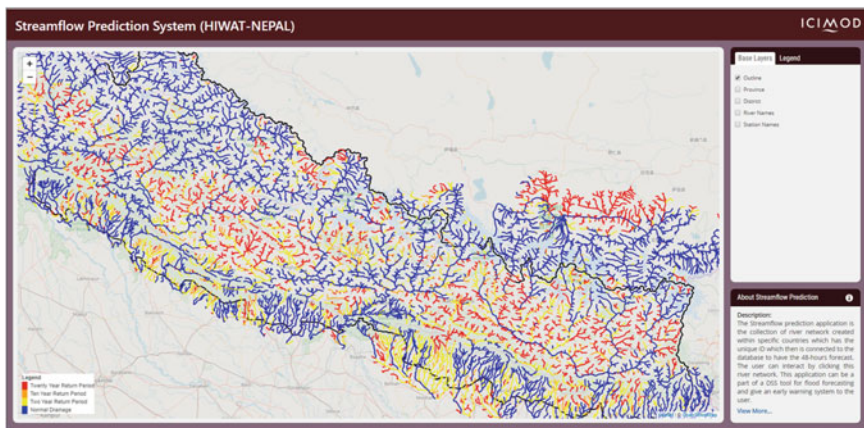 Streamflow Prediction System (HIWAT-NEPAL)
ICIMOD
+
−
Base Layers Legend
Outline
Province
District
River Names
Station Names
Legend
Twenty Year Return Period
Ten Year Return Period
Two Year Return Period
Normal Drainage
About Streamflow Prediction
Description:
The Streamflow prediction application is
the collection of river network created
within specific countries which has the
unique ID which then is connected to the
database to have the 48-hours forecast.
The user can interact by clicking this
river network. This application can be a
part of a DSS tool for flood forecasting
and give an early warning system to the
user.
View More...